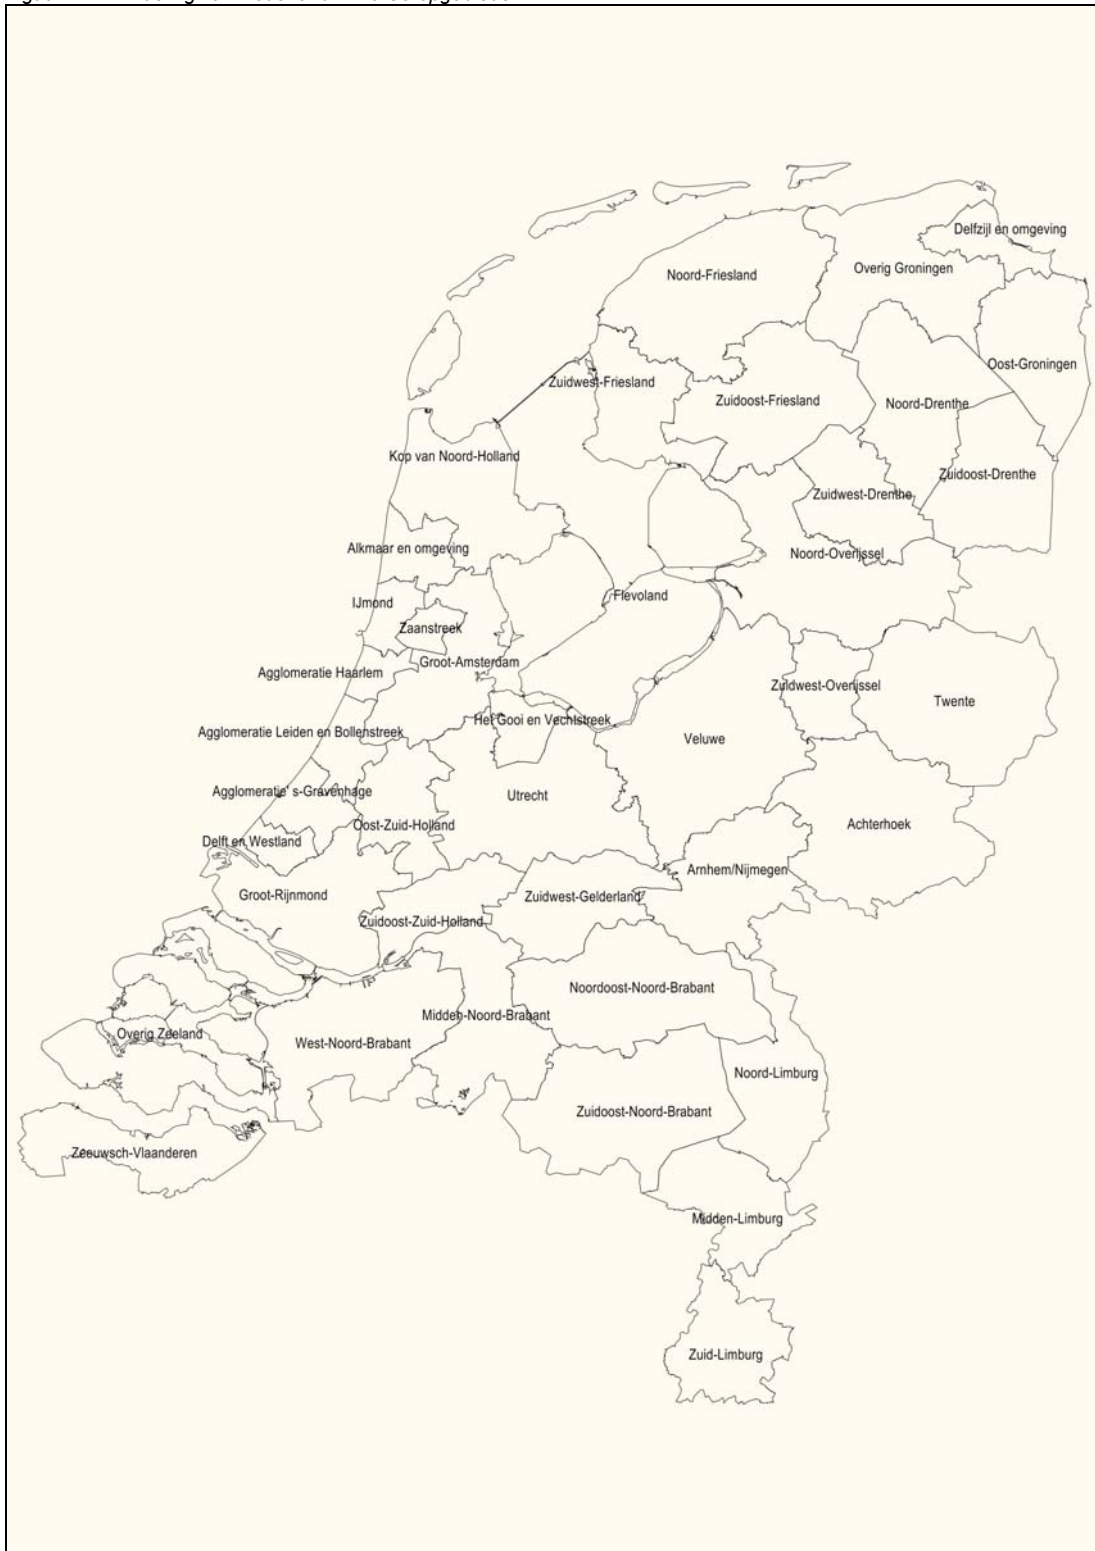 Delfzijl en omgeving
Overig Groningen
Noord-Friesland
Oost-Groningen
Zuidwest-Friesland
Zuidoost-Friesland
Noord-Drenthe
Kop van Noord-Holland
Zuidoost-Drenthe
Zuidwest-Drenthe
Alkmaar en omgeving
Noord-Overijssel
Flevoland
IJmond
Zaanstreek
Groot-Amsterdam
Agglomeratie Haarlem
Zuidwest-Overijssel
Twente
Het Gooi en Vechtstreek
Agglomeratie Leiden en Bollenstreek
Veluwe
Agglomeratie' s-Gravenhage
Utrecht
Oost-Zuid-Holland
Achterhoek
Delft en Westland
Arnhem/Nijmegen
Groot-Rijnmond
Zuidwest-Gelderland
Zuidoost-Zuid-Holland
Noordoost-Noord-Brabant
Midden-Noord-Brabant
Overig Zeeland
West-Noord-Brabant
Noord-Limburg
Zuidoost-Noord-Brabant
Zeeuwsch-Vlaanderen
Midden-Limburg
Zuid-Limburg